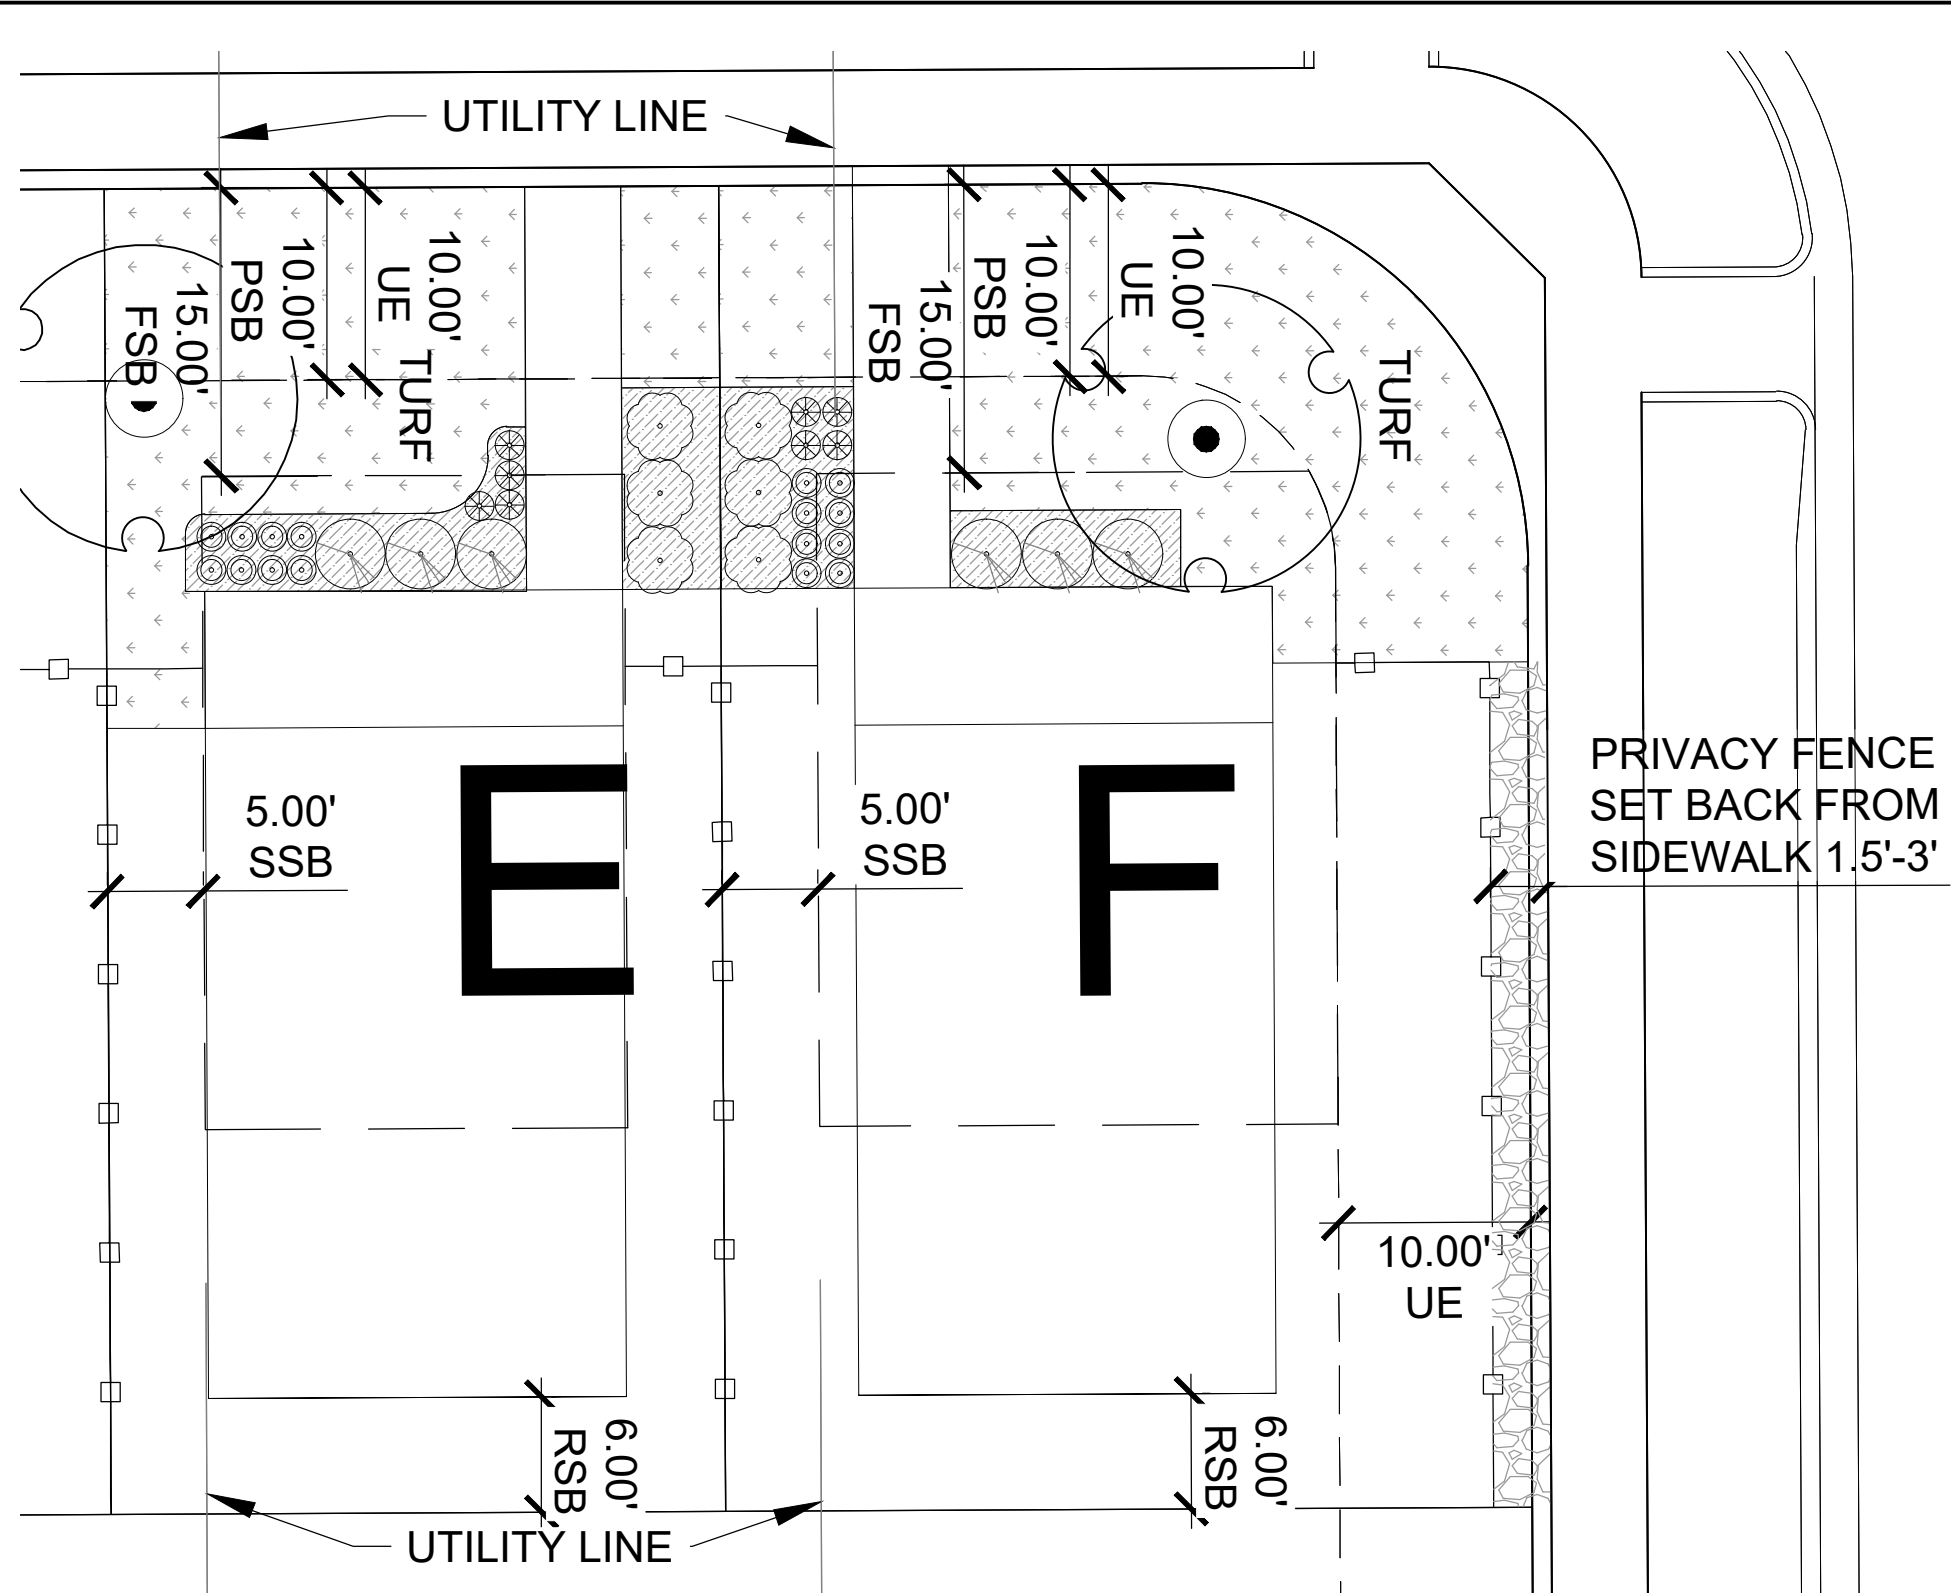 UTILITY LINE
15.00'
FSB
10.00'
PSB
10.00'
UE
TURF
15.00'
FSB
10.00'
PSB
10.00'
UE
TURF
5.00'
SSB
E
5.00'
SSB
F
PRIVACY FENCE
SET BACK FROM
SIDEWALK 1.5'-3'
10.00'
UE
6.00'
RSB
6.00'
RSB
UTILITY LINE